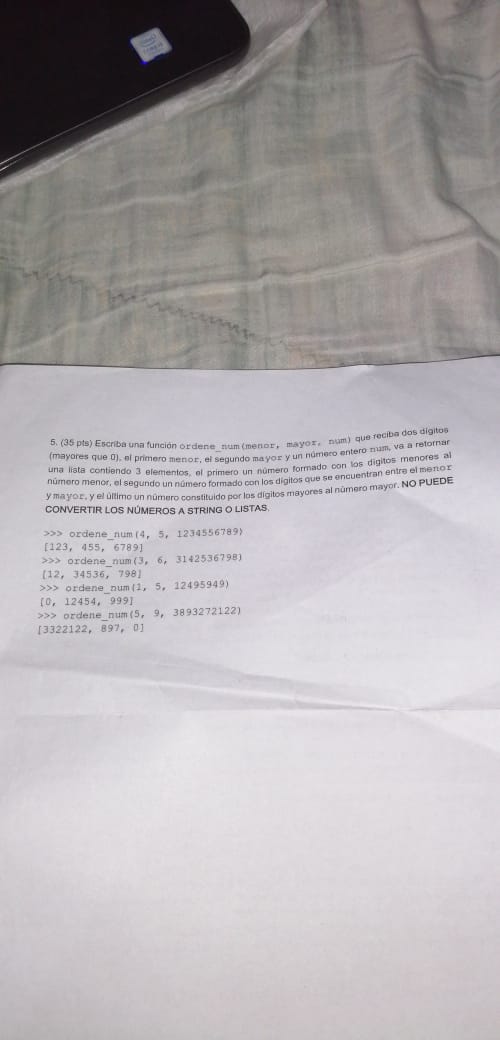 5. (35 pts) Escriba una función ordene_num(menor, mayor, num) que reciba dos dígitos
(mayores que 0), el primero menor, el segundo mayor y un número entero num, va a retornar
una lista contiendo 3 elementos, el primero un número formado con los dígitos menores al
número menor, el segundo un número formado con los dígitos que se encuentran entre el menor
y mayor, y el último un número constituido por los dígitos mayores al número mayor. NO PUEDE
CONVERTIR LOS NÚMEROS A STRING O LISTAS.
>>> ordene_num(4, 5, 1234556789)
[123, 455, 6789]
>>> ordene_num(3, 6, 3142536798)
[12, 34536, 798]
>>> ordene_num(1, 5, 12495949)
[0, 12454, 999]
>>> ordene_num(5, 9, 3893272122)
[3322122, 897, 0]